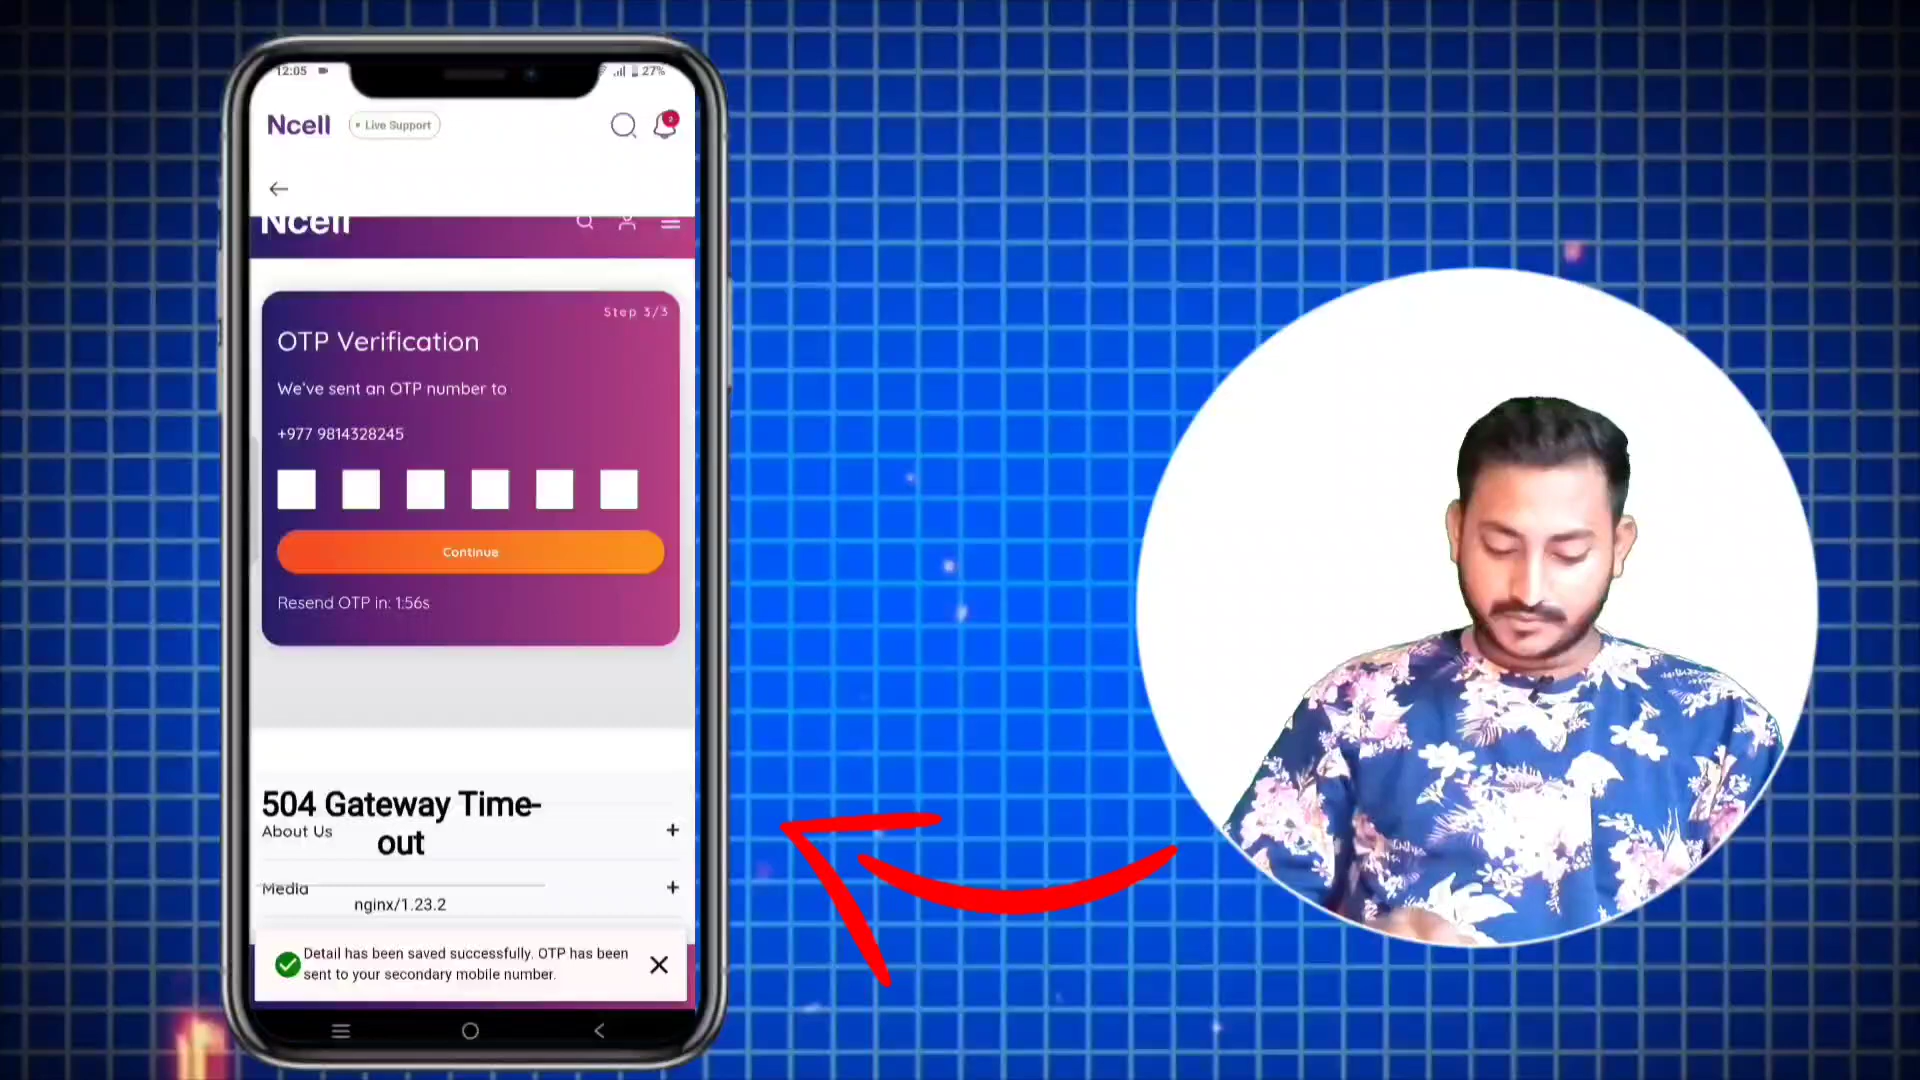 12:05
27%
Ncell
Live Support
2
Ncell
Step 3/3
OTP Verification
We've sent an OTP number to
+977 9814328245
Continue
Resend OTP in: 1:56s
504 Gateway Time-
out
About Us
+
Media
+
nginx/1.23.2
Detail has been saved successfully. OTP has been
sent to your secondary mobile number.